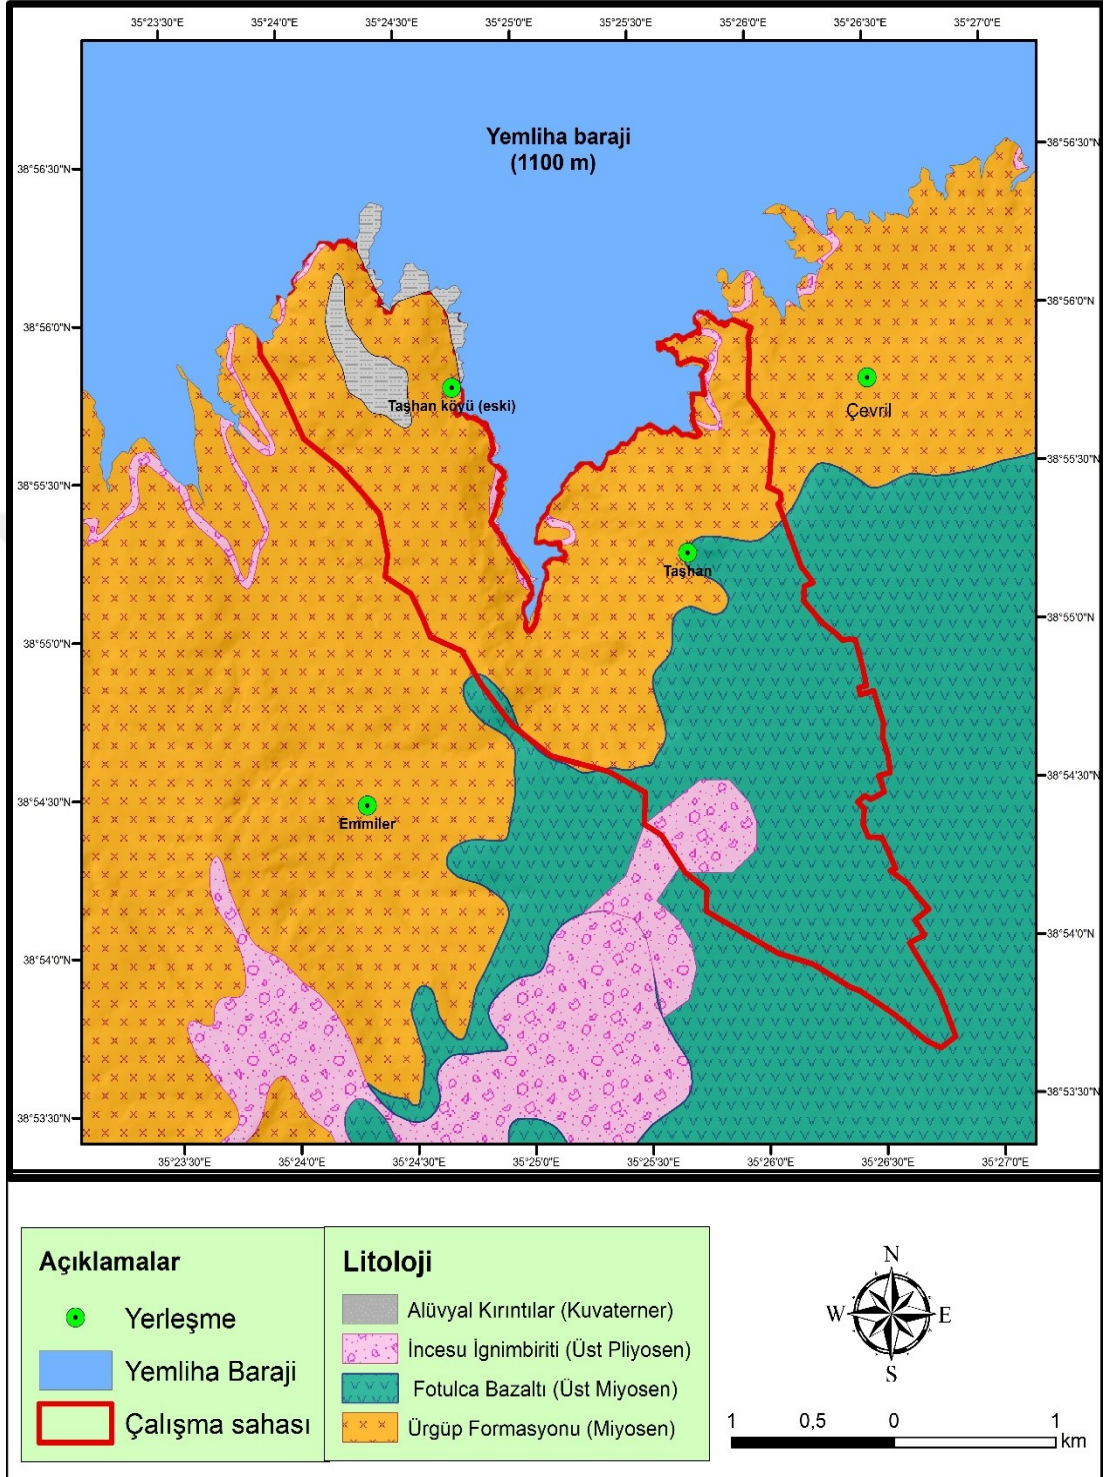 35°23'30"E 35°24'0"E 35°24'30"E 35°25'0"E 35°25'30"E 35°26'0"E 35°26'30"E 35°27'0"E
Yemliha baraji
(1100 m)
38°56'30"N
38°56'30"N
38°56'0"N
38°56'0"N
Çevril
Taşhan köyü (eski)
38°55'30"N
38°55'30"N
Taşhan
38°55'0"N
38°55'0"N
38°54'30"N
38°54'30"N
Emmiler
38°54'0"N
38°54'0"N
38°53'30"N
38°53'30"N
35°23'30"E 35°24'0"E 35°24'30"E 35°25'0"E 35°25'30"E 35°26'0"E 35°26'30"E 35°27'0"E
Açıklamalar
Yerleşme
Yemliha Baraji
Çalışma sahası
Litoloji
Alüvyal Kırıntılar (Kuvaterner)
İncesu İgnimbiriti (Üst Pliyosen)
Fotulca Bazaltı (Üst Miyosen)
Ürgüp Formasyonu (Miyosen)
N
W E
S
1 0,5 0 1
km